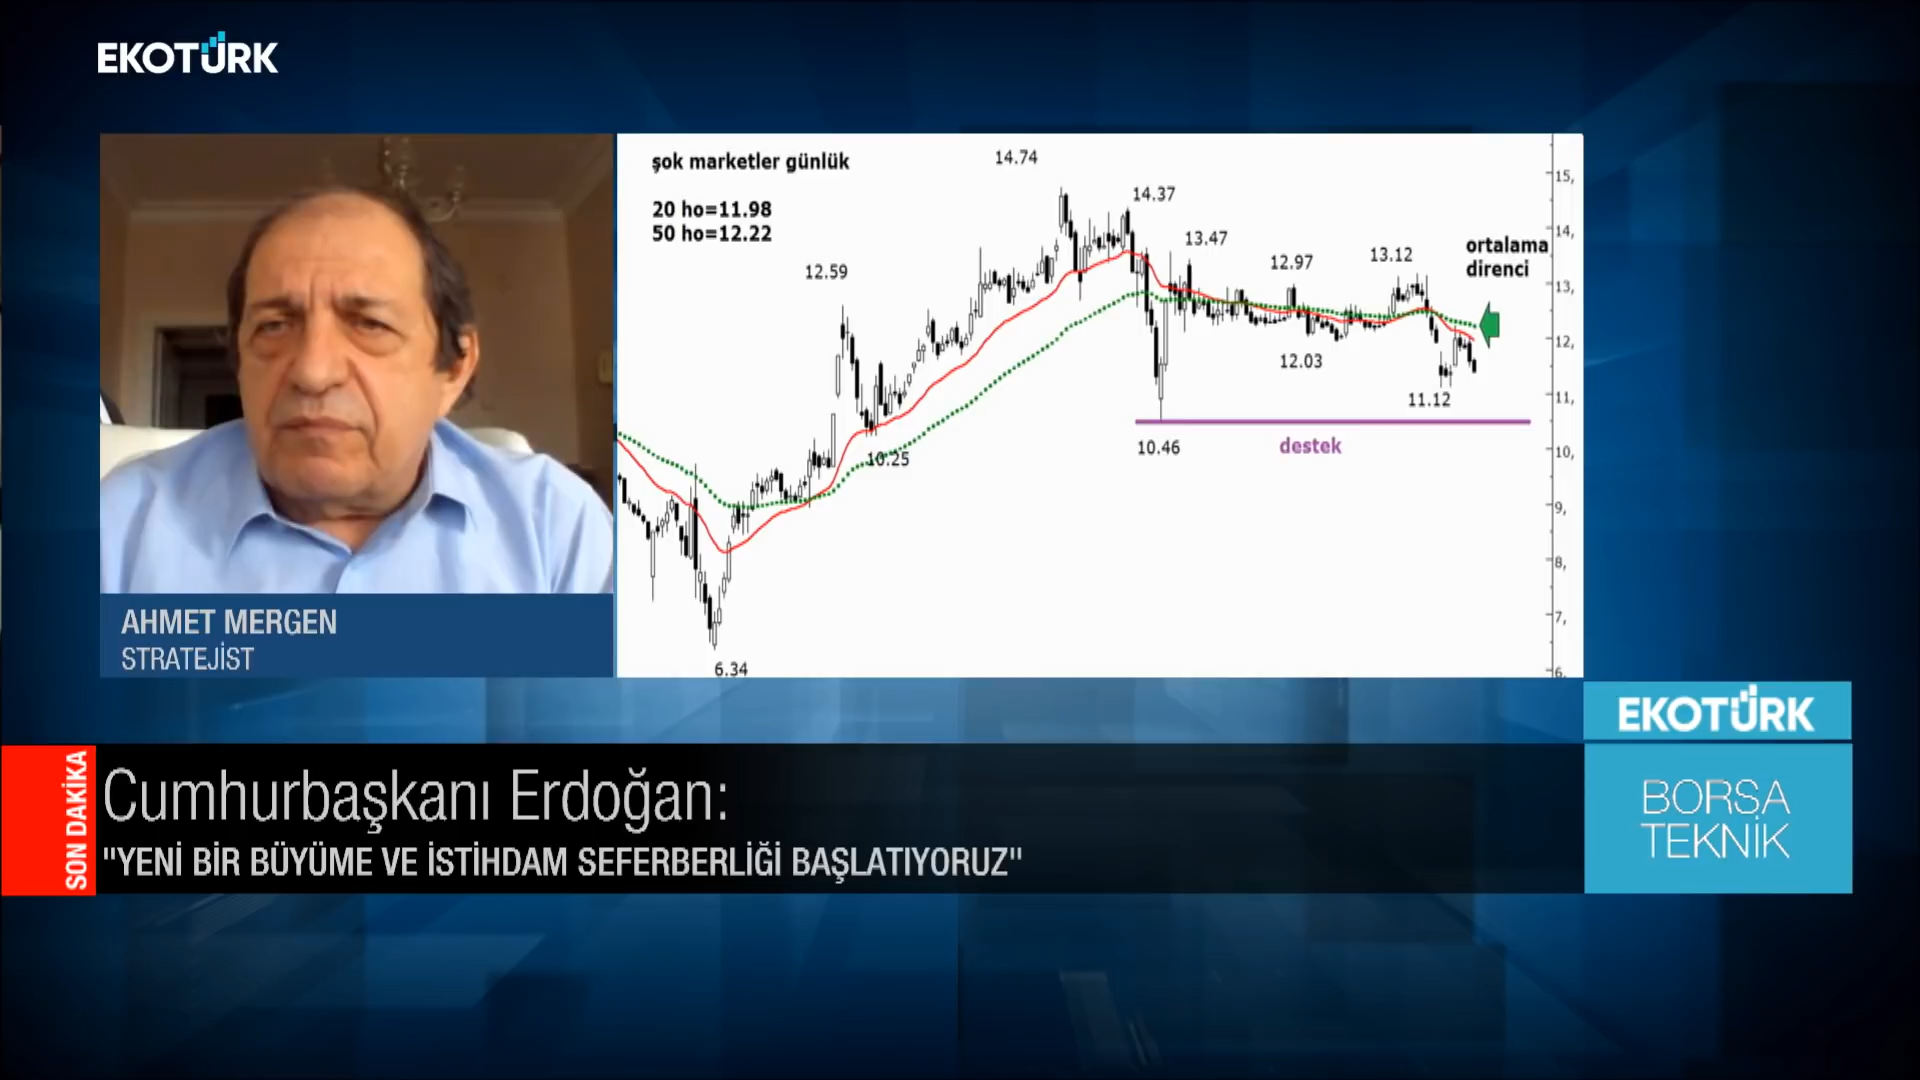 EKOTÜRK
şok marketler günlük
20 ho=11.98
50 ho=12.22
14.74
14.37
13.47
12.59
12.97
13.12
ortalama
direnci
12.03
11.12
10.25
10.46
destek
6.34
15,
14,
13,
12,
11,
10,
9,
8,
7,
6,
AHMET MERGEN
STRATEJİST
EKOTÜRK
SON DAKİKA
Cumhurbaşkanı Erdoğan:
"YENİ BİR BÜYÜME VE İSTİHDAM SEFERBERLİĞİ BAŞLATIYORUZ"
BORSA
TEKNİK